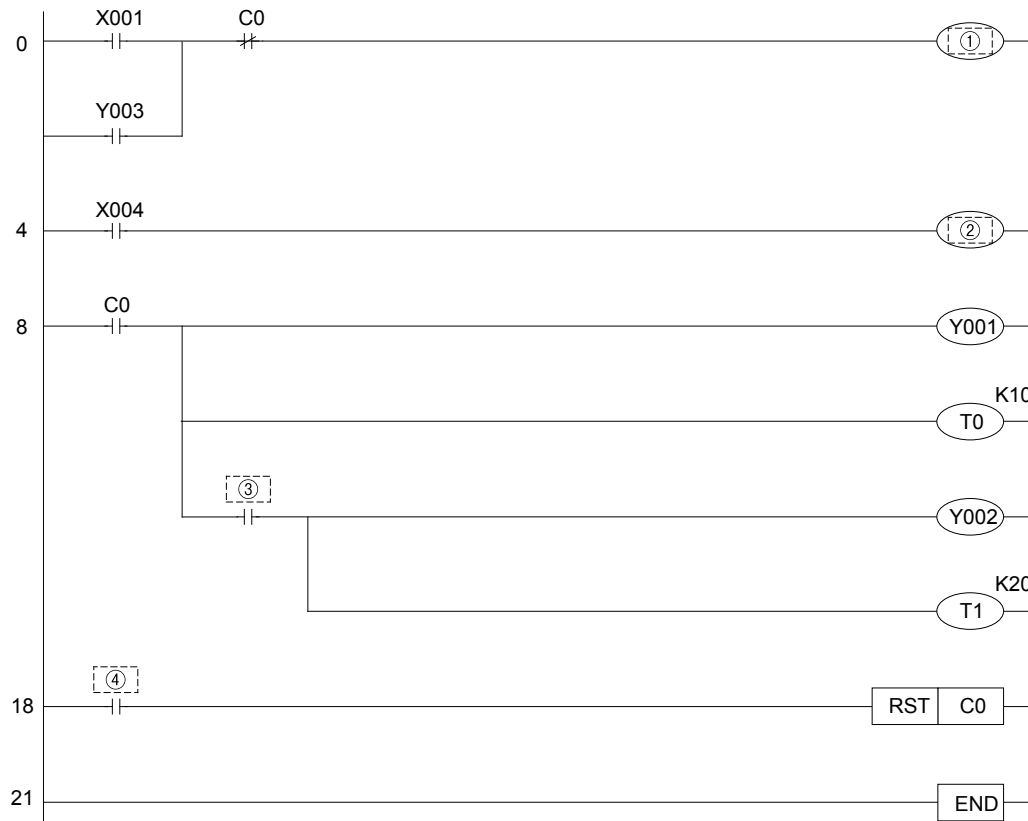 X001 C0
0 ①
Y003
X004
4 ②
C0
8 Y001
K10
T0
③
Y002
K20
T1
④
18 RST C0
21 END